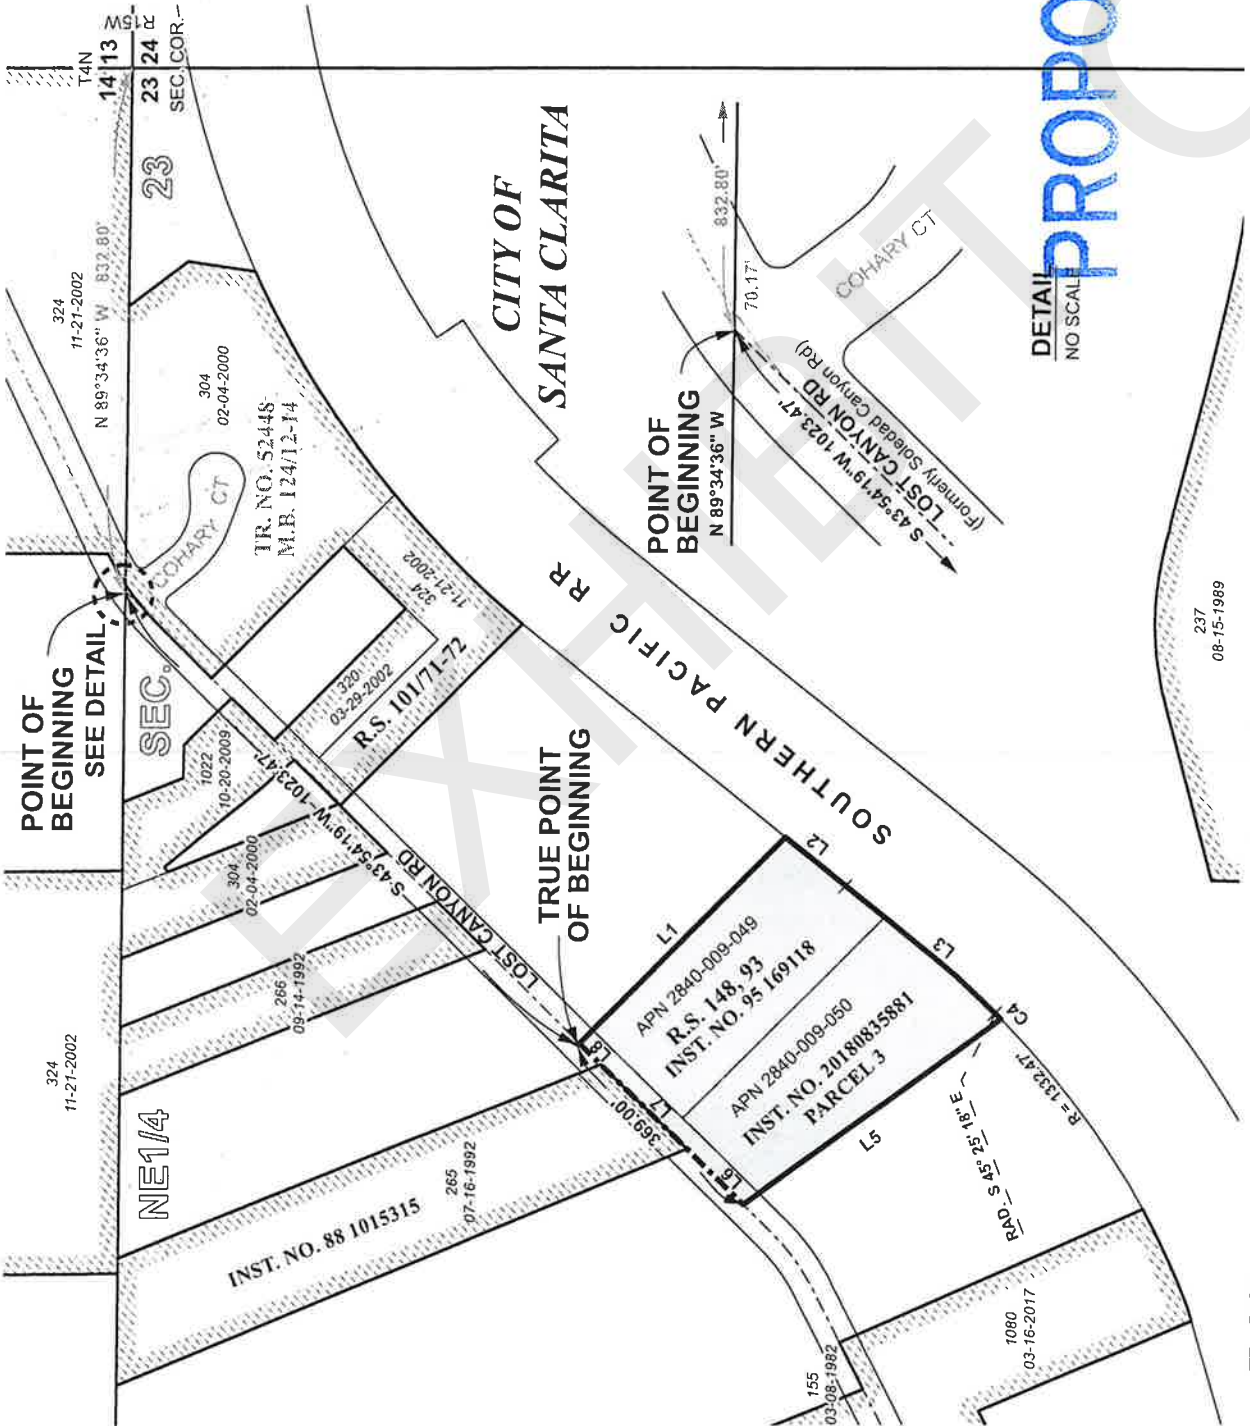 POINT OF
BEGINNING
SEE DETAIL
324
11-21-2002
NE1/4
SEC.
23
324
11-21-2002
N 89°34'36" W 832.80'
T4N
R15W
14 13
23 24
SEC. COR.
INST. NO. 88 1015315
265
07-16-1992
266
09-14-1992
304
02-04-2000
1022
10-20-2009
S 43°54'19" W 1023.47'
LOST CANYON RD
320
03-29-2002
R.S. 101/71-72
324
11-21-2002
COHARY CT
TR. NO. 52448
M.B. 124/12-14
304
02-04-2000
CITY OF
SANTA CLARITA
TRUE POINT
OF BEGINNING
369.00'
L1
L2
L3
C4
L5
L6
L7
L8
APN 2840-009-049
R.S. 148, 93
INST. NO. 95 169118
APN 2840-009-050
INST. NO. 20180835881
PARCEL 3
RAD: S 45° 25' 18" E
R = 1332.47'
SOUTHERN PACIFIC RR
155
03-08-1982
1080
03-16-2017
237
08-15-1989
POINT OF
BEGINNING
N 89°34'36" W
832.80'
70.17'
S 43°54'19" W 1023.47'
LOST CANYON RD
(Formerly Soledad Canyon Rd)
COHARY CT
DETAIL
NO SCALE
PROPO
EXHIBIT C